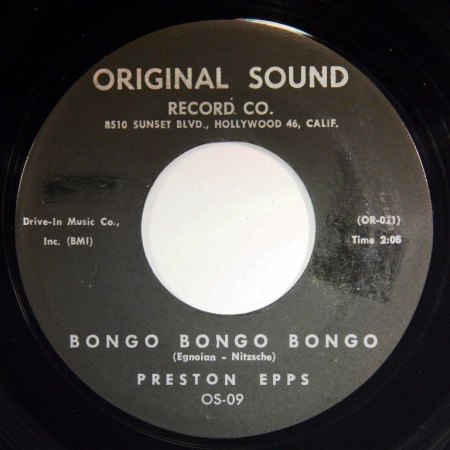 ORIGINAL SOUND
RECORD CO.
8510 SUNSET BLVD., HOLLYWOOD 46, CALIF.
Drive-In Music Co.,
Inc. (BMI)
(OR-021)
Time 2:08
BONGO BONGO BONGO
(Egnoian - Nitzsche)
PRESTON EPPS
OS-09